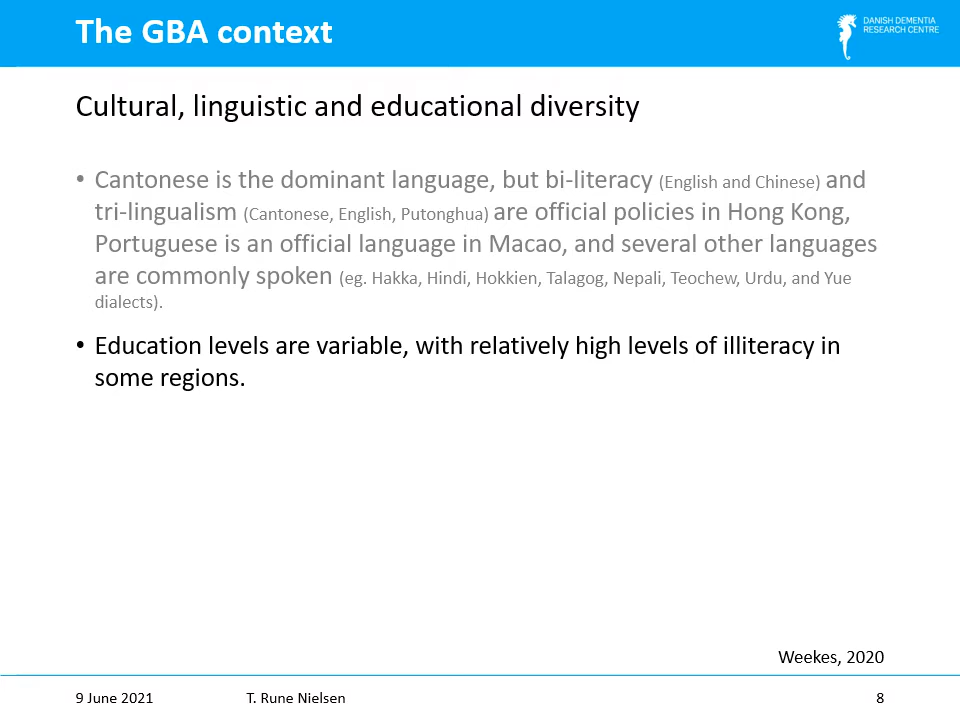 The GBA context
DANISH DEMENTIA
RESEARCH CENTRE
Cultural, linguistic and educational diversity
• Cantonese is the dominant language, but bi-literacy (English and Chinese) and
tri-lingualism (Cantonese, English, Putonghua) are official policies in Hong Kong,
Portuguese is an official language in Macao, and several other languages
are commonly spoken (eg. Hakka, Hindi, Hokkien, Talagog, Nepali, Teochew, Urdu, and Yue
dialects).
• Education levels are variable, with relatively high levels of illiteracy in
some regions.
Weekes, 2020
9 June 2021 T. Rune Nielsen 8